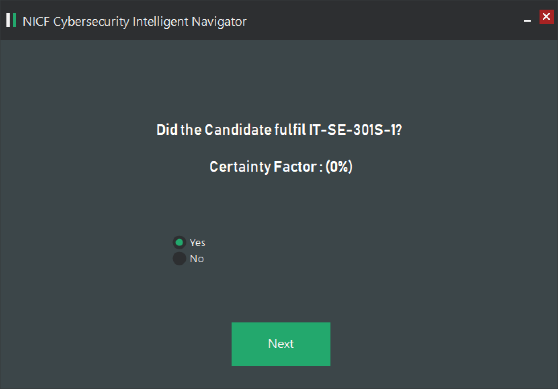 NICF Cybersecurity Intelligent Navigator
Did the Candidate fulfil IT-SE-301S-1?
Certainty Factor : (0%)
Yes
No
Next